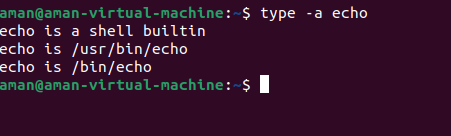 aman@aman-virtual-machine:~$ type -a echo
echo is a shell builtin
echo is /usr/bin/echo
echo is /bin/echo
aman@aman-virtual-machine:~$